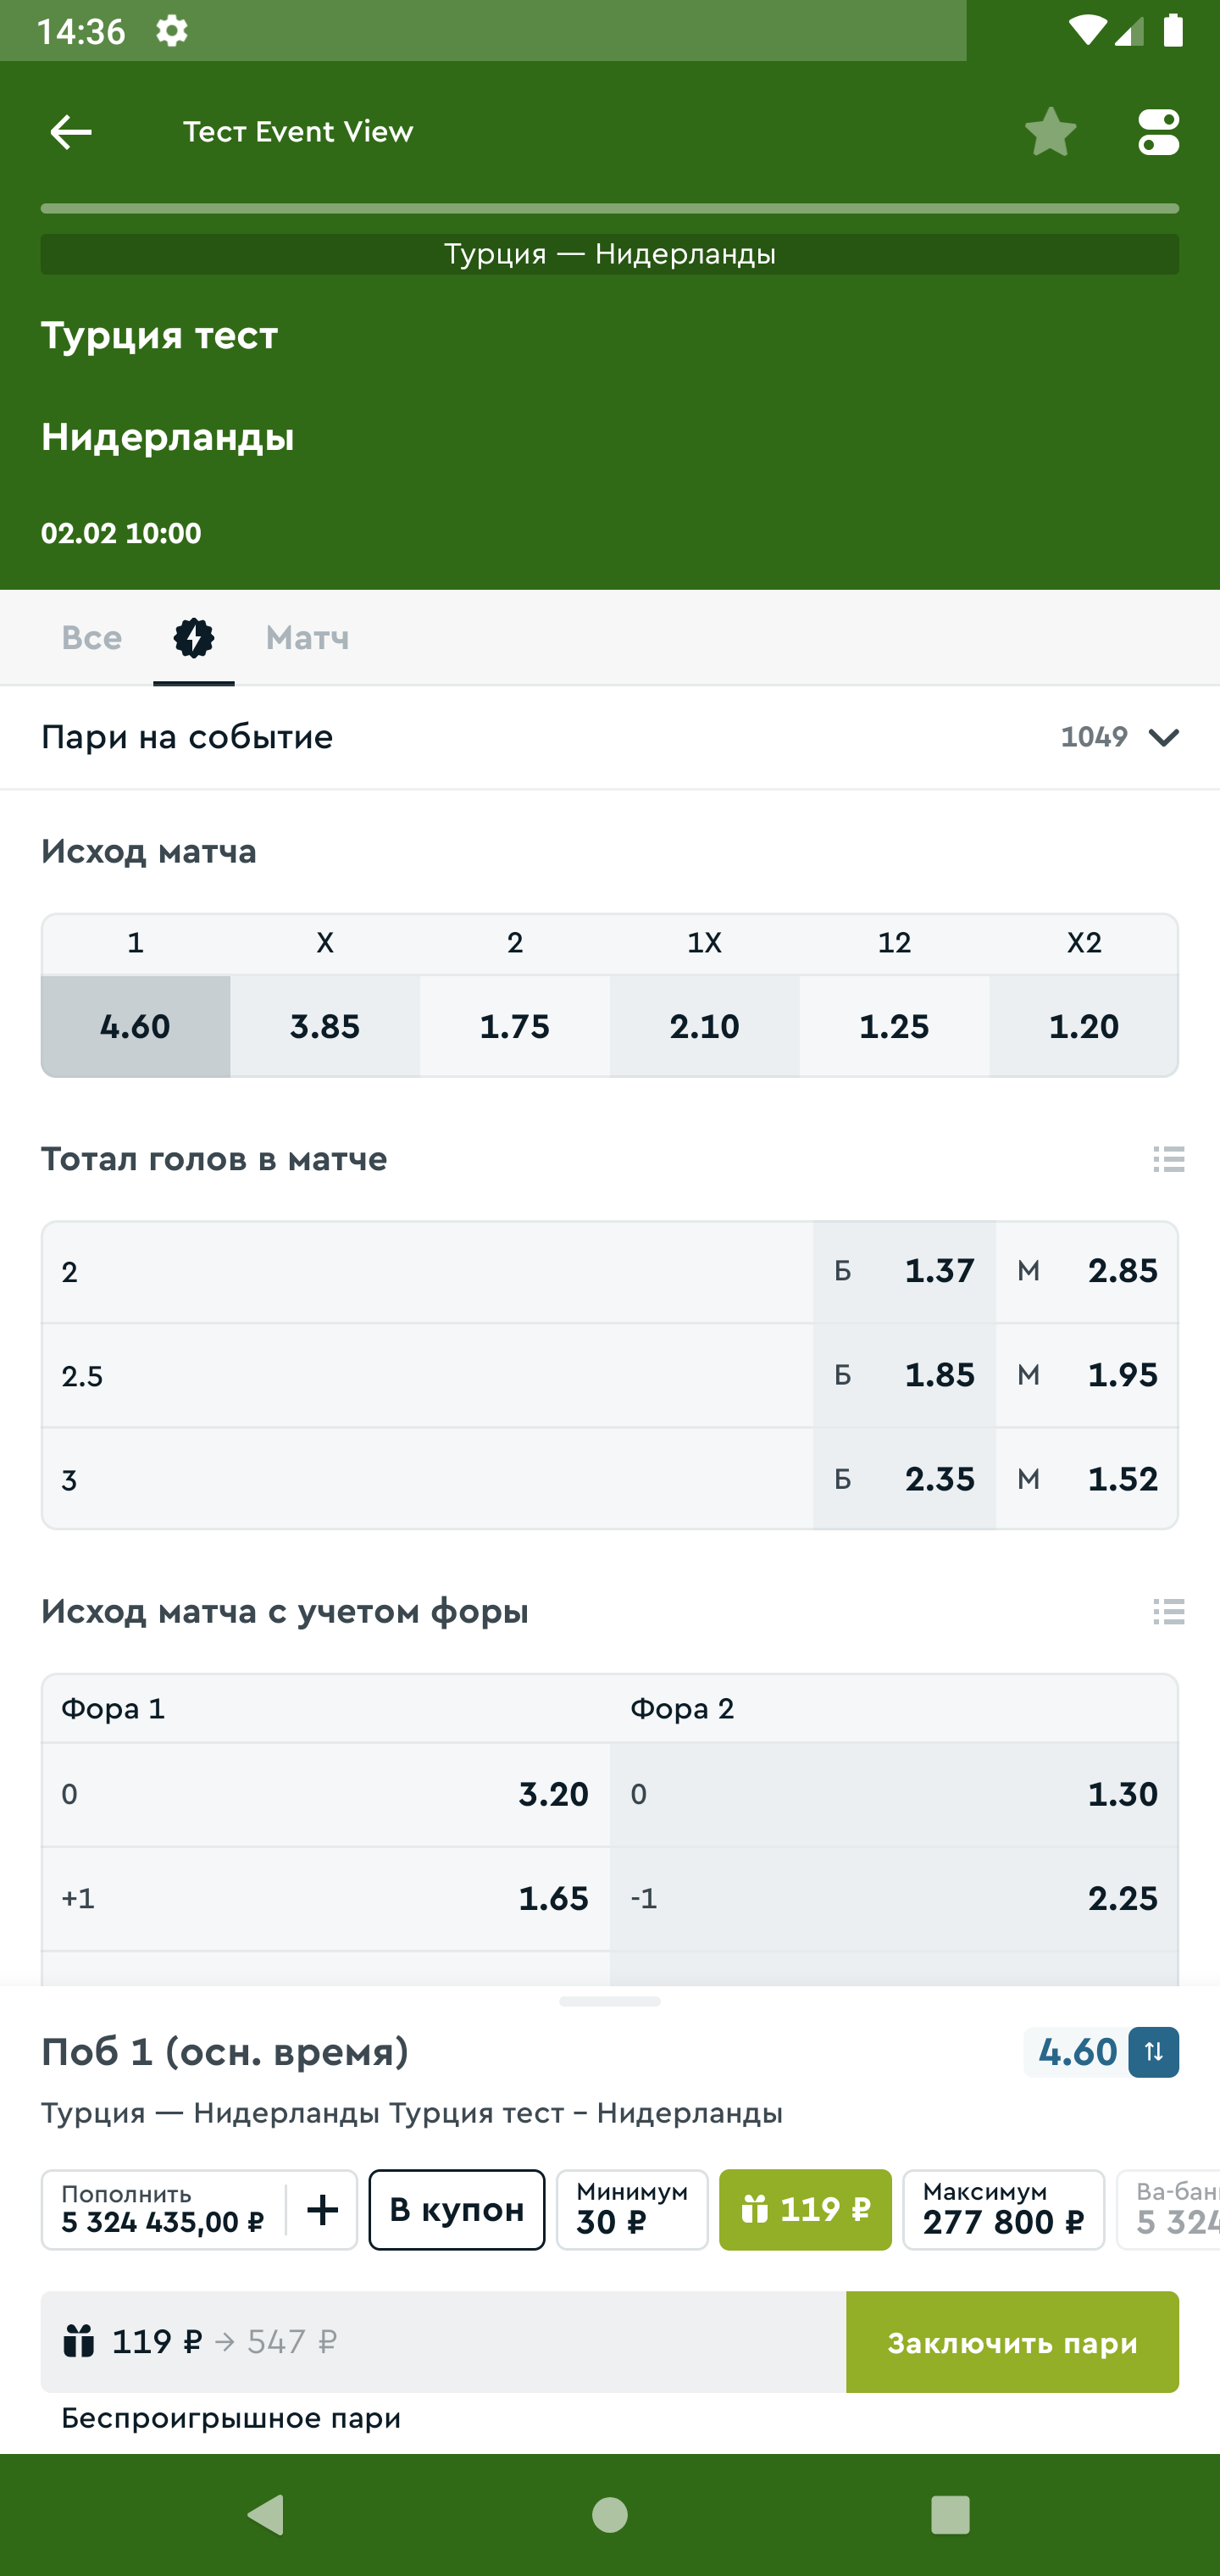 14:36
Тест Event View
Турция — Нидерланды
Турция тест
Нидерланды
02.02 10:00
Все Матч
Пари на событие 1049
Исход матча
1 X 2 1X 12 X2
4.60 3.85 1.75 2.10 1.25 1.20
Тотал голов в матче
2 Б 1.37 М 2.85
2.5 Б 1.85 М 1.95
3 Б 2.35 М 1.52
Исход матча с учетом форы
Фора 1 Фора 2
0 3.20 0 1.30
+1 1.65 -1 2.25
Поб 1 (осн. время) 4.60
Турция — Нидерланды Турция тест – Нидерланды
Пополнить
5 324 435,00 ₽
В купон
Минимум
30 ₽
119 ₽
Максимум
277 800 ₽
Ва-бан
5 324
119 ₽ → 547 ₽
Заключить пари
Беспроигрышное пари